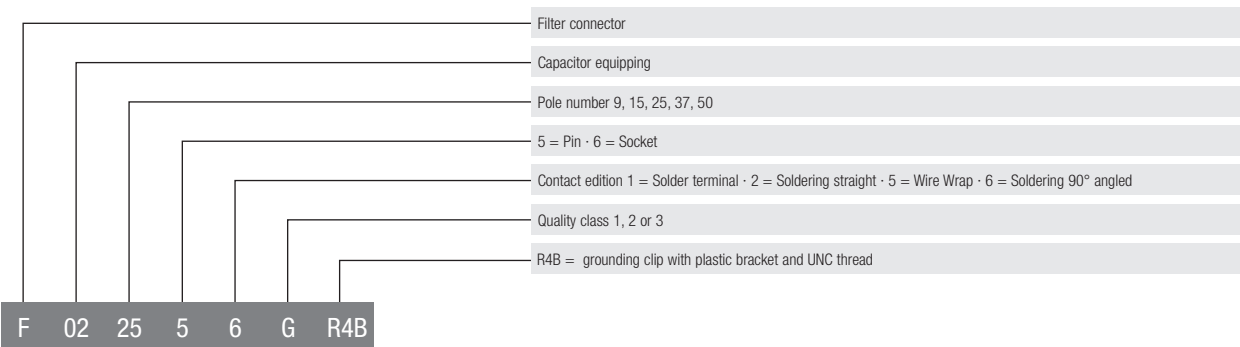 Filter connector
Capacitor equipping
Pole number 9, 15, 25, 37, 50
5 = Pin · 6 = Socket
Contact edition 1 = Solder terminal · 2 = Soldering straight · 5 = Wire Wrap · 6 = Soldering 90° angled
Quality class 1, 2 or 3
R4B = grounding clip with plastic bracket and UNC thread
F 02 25 5 6 G R4B